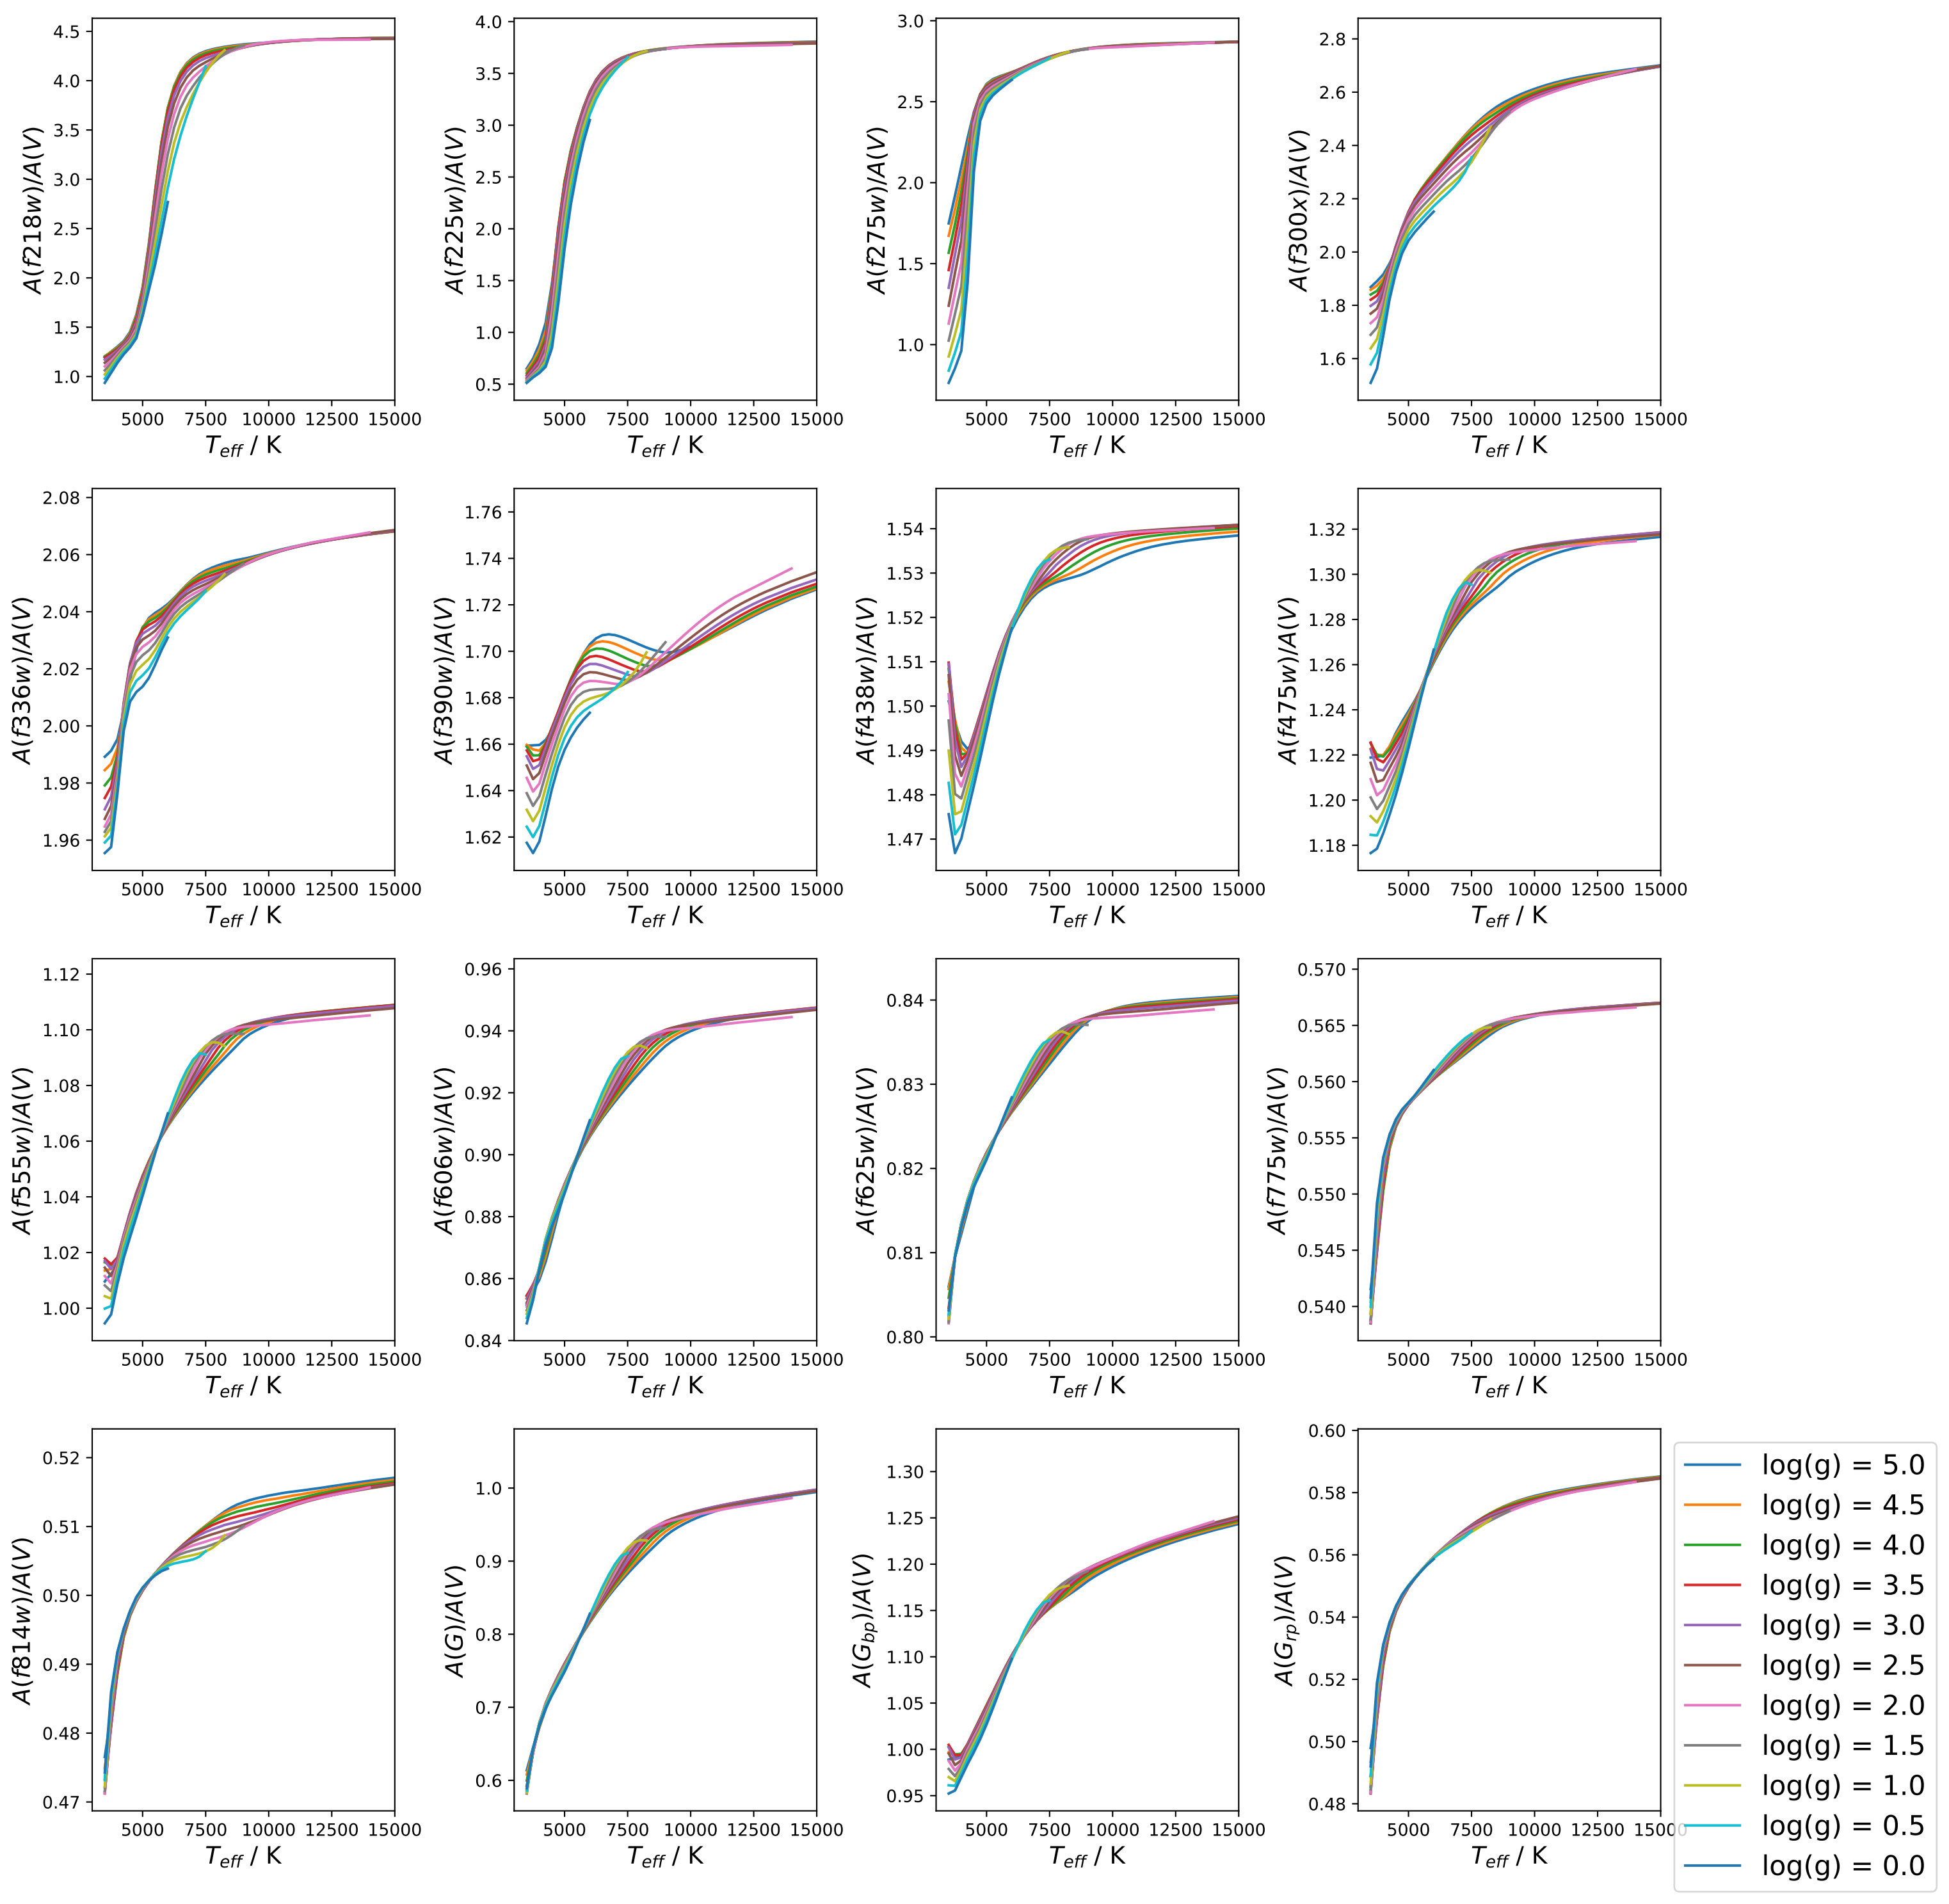 A(f218w)/A(V)
4.5
4.0
3.5
3.0
2.5
2.0
1.5
1.0
5000 7500 10000 12500 15000
T_eff / K
A(f225w)/A(V)
4.0
3.5
3.0
2.5
2.0
1.5
1.0
0.5
5000 7500 10000 12500 15000
T_eff / K
A(f275w)/A(V)
3.0
2.5
2.0
1.5
1.0
5000 7500 10000 12500 15000
T_eff / K
A(f300x)/A(V)
2.8
2.6
2.4
2.2
2.0
1.8
1.6
5000 7500 10000 12500 15000
T_eff / K
A(f336w)/A(V)
2.08
2.06
2.04
2.02
2.00
1.98
1.96
5000 7500 10000 12500 15000
T_eff / K
A(f390w)/A(V)
1.76
1.74
1.72
1.70
1.68
1.66
1.64
1.62
5000 7500 10000 12500 15000
T_eff / K
A(f438w)/A(V)
1.54
1.53
1.52
1.51
1.50
1.49
1.48
1.47
5000 7500 10000 12500 15000
T_eff / K
A(f475w)/A(V)
1.32
1.30
1.28
1.26
1.24
1.22
1.20
1.18
5000 7500 10000 12500 15000
T_eff / K
A(f555w)/A(V)
1.12
1.10
1.08
1.06
1.04
1.02
1.00
5000 7500 10000 12500 15000
T_eff / K
A(f606w)/A(V)
0.96
0.94
0.92
0.90
0.88
0.86
0.84
5000 7500 10000 12500 15000
T_eff / K
A(f625w)/A(V)
0.84
0.83
0.82
0.81
0.80
5000 7500 10000 12500 15000
T_eff / K
A(f775w)/A(V)
0.570
0.565
0.560
0.555
0.550
0.545
0.540
5000 7500 10000 12500 15000
T_eff / K
A(f814w)/A(V)
0.52
0.51
0.50
0.49
0.48
0.47
5000 7500 10000 12500 15000
T_eff / K
A(G)/A(V)
1.0
0.9
0.8
0.7
0.6
5000 7500 10000 12500 15000
T_eff / K
A(G_bp)/A(V)
1.30
1.25
1.20
1.15
1.10
1.05
1.00
0.95
5000 7500 10000 12500 15000
T_eff / K
A(G_rp)/A(V)
0.60
0.58
0.56
0.54
0.52
0.50
0.48
5000 7500 10000 12500 15000
T_eff / K
log(g) = 5.0
log(g) = 4.5
log(g) = 4.0
log(g) = 3.5
log(g) = 3.0
log(g) = 2.5
log(g) = 2.0
log(g) = 1.5
log(g) = 1.0
log(g) = 0.5
log(g) = 0.0